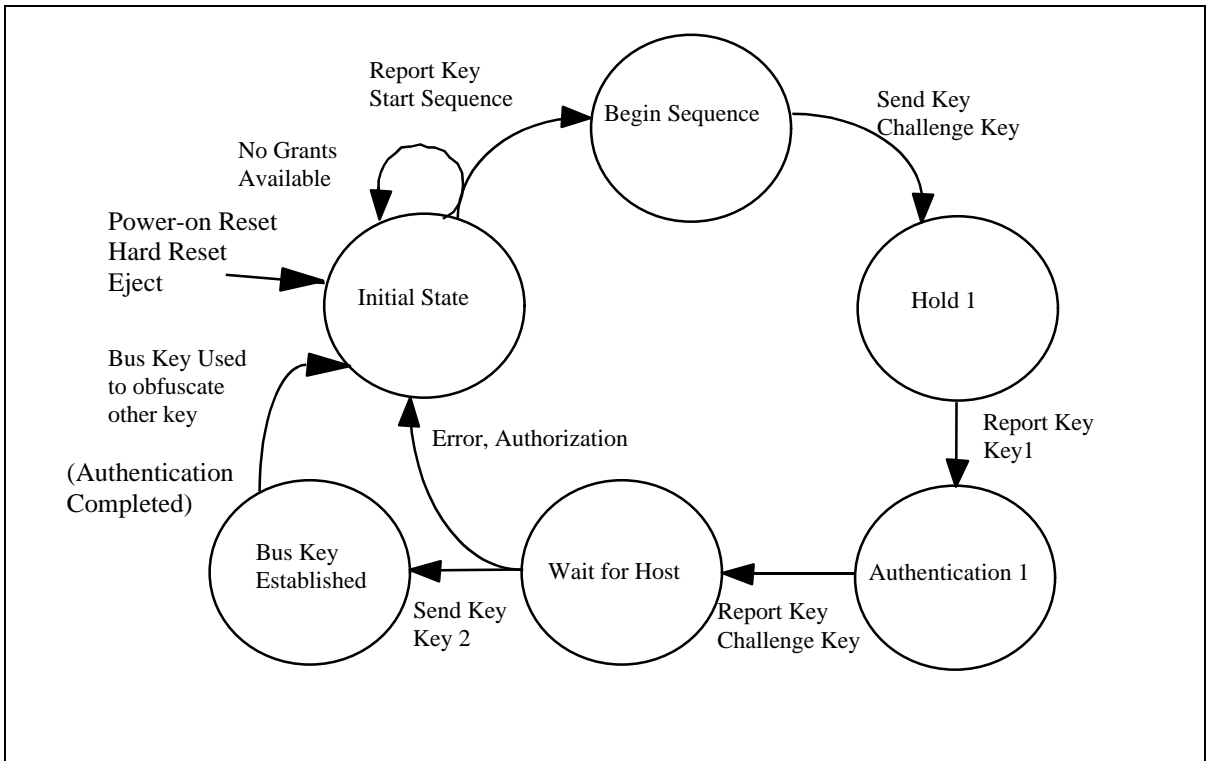 Report Key
Start Sequence
Begin Sequence
Send Key
Challenge Key
No Grants
Available
Power-on Reset
Hard Reset
Eject
Initial State
Hold 1
Bus Key Used
to obfuscate
other key
Error, Authorization
Report Key
Key1
(Authentication
Completed)
Bus Key
Established
Wait for Host
Authentication 1
Send Key
Key 2
Report Key
Challenge Key